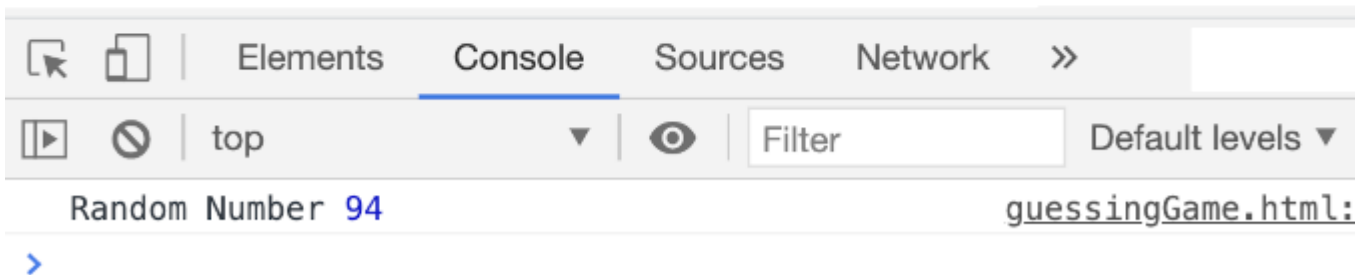 Elements Console Sources Network »
top Filter Default levels
Random Number 94 guessingGame.html: